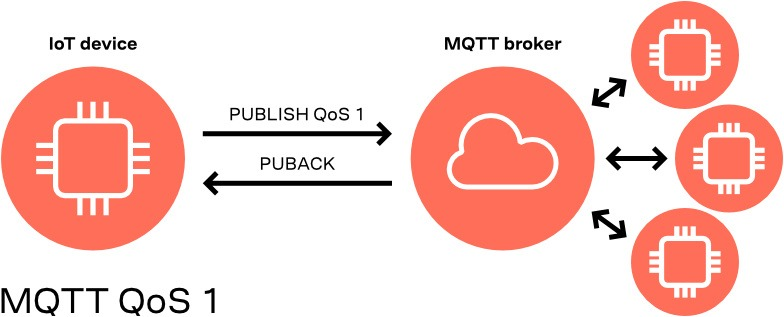 IoT device
MQTT broker
PUBLISH QoS 1
PUBACK
MQTT QoS 1